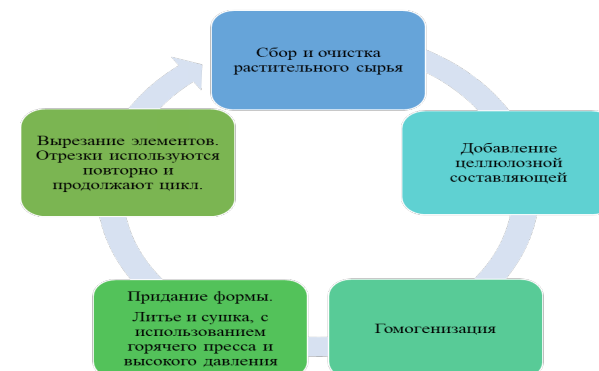 Сбор и очистка
растительного сырья
Добавление
целлюлозной
составляющей
Гомогенизация
Придание формы.
Литье и сушка, с
использованием
горячего пресса и
высокого давления
Вырезание элементов.
Отрезки используются
повторно и
продолжают цикл.